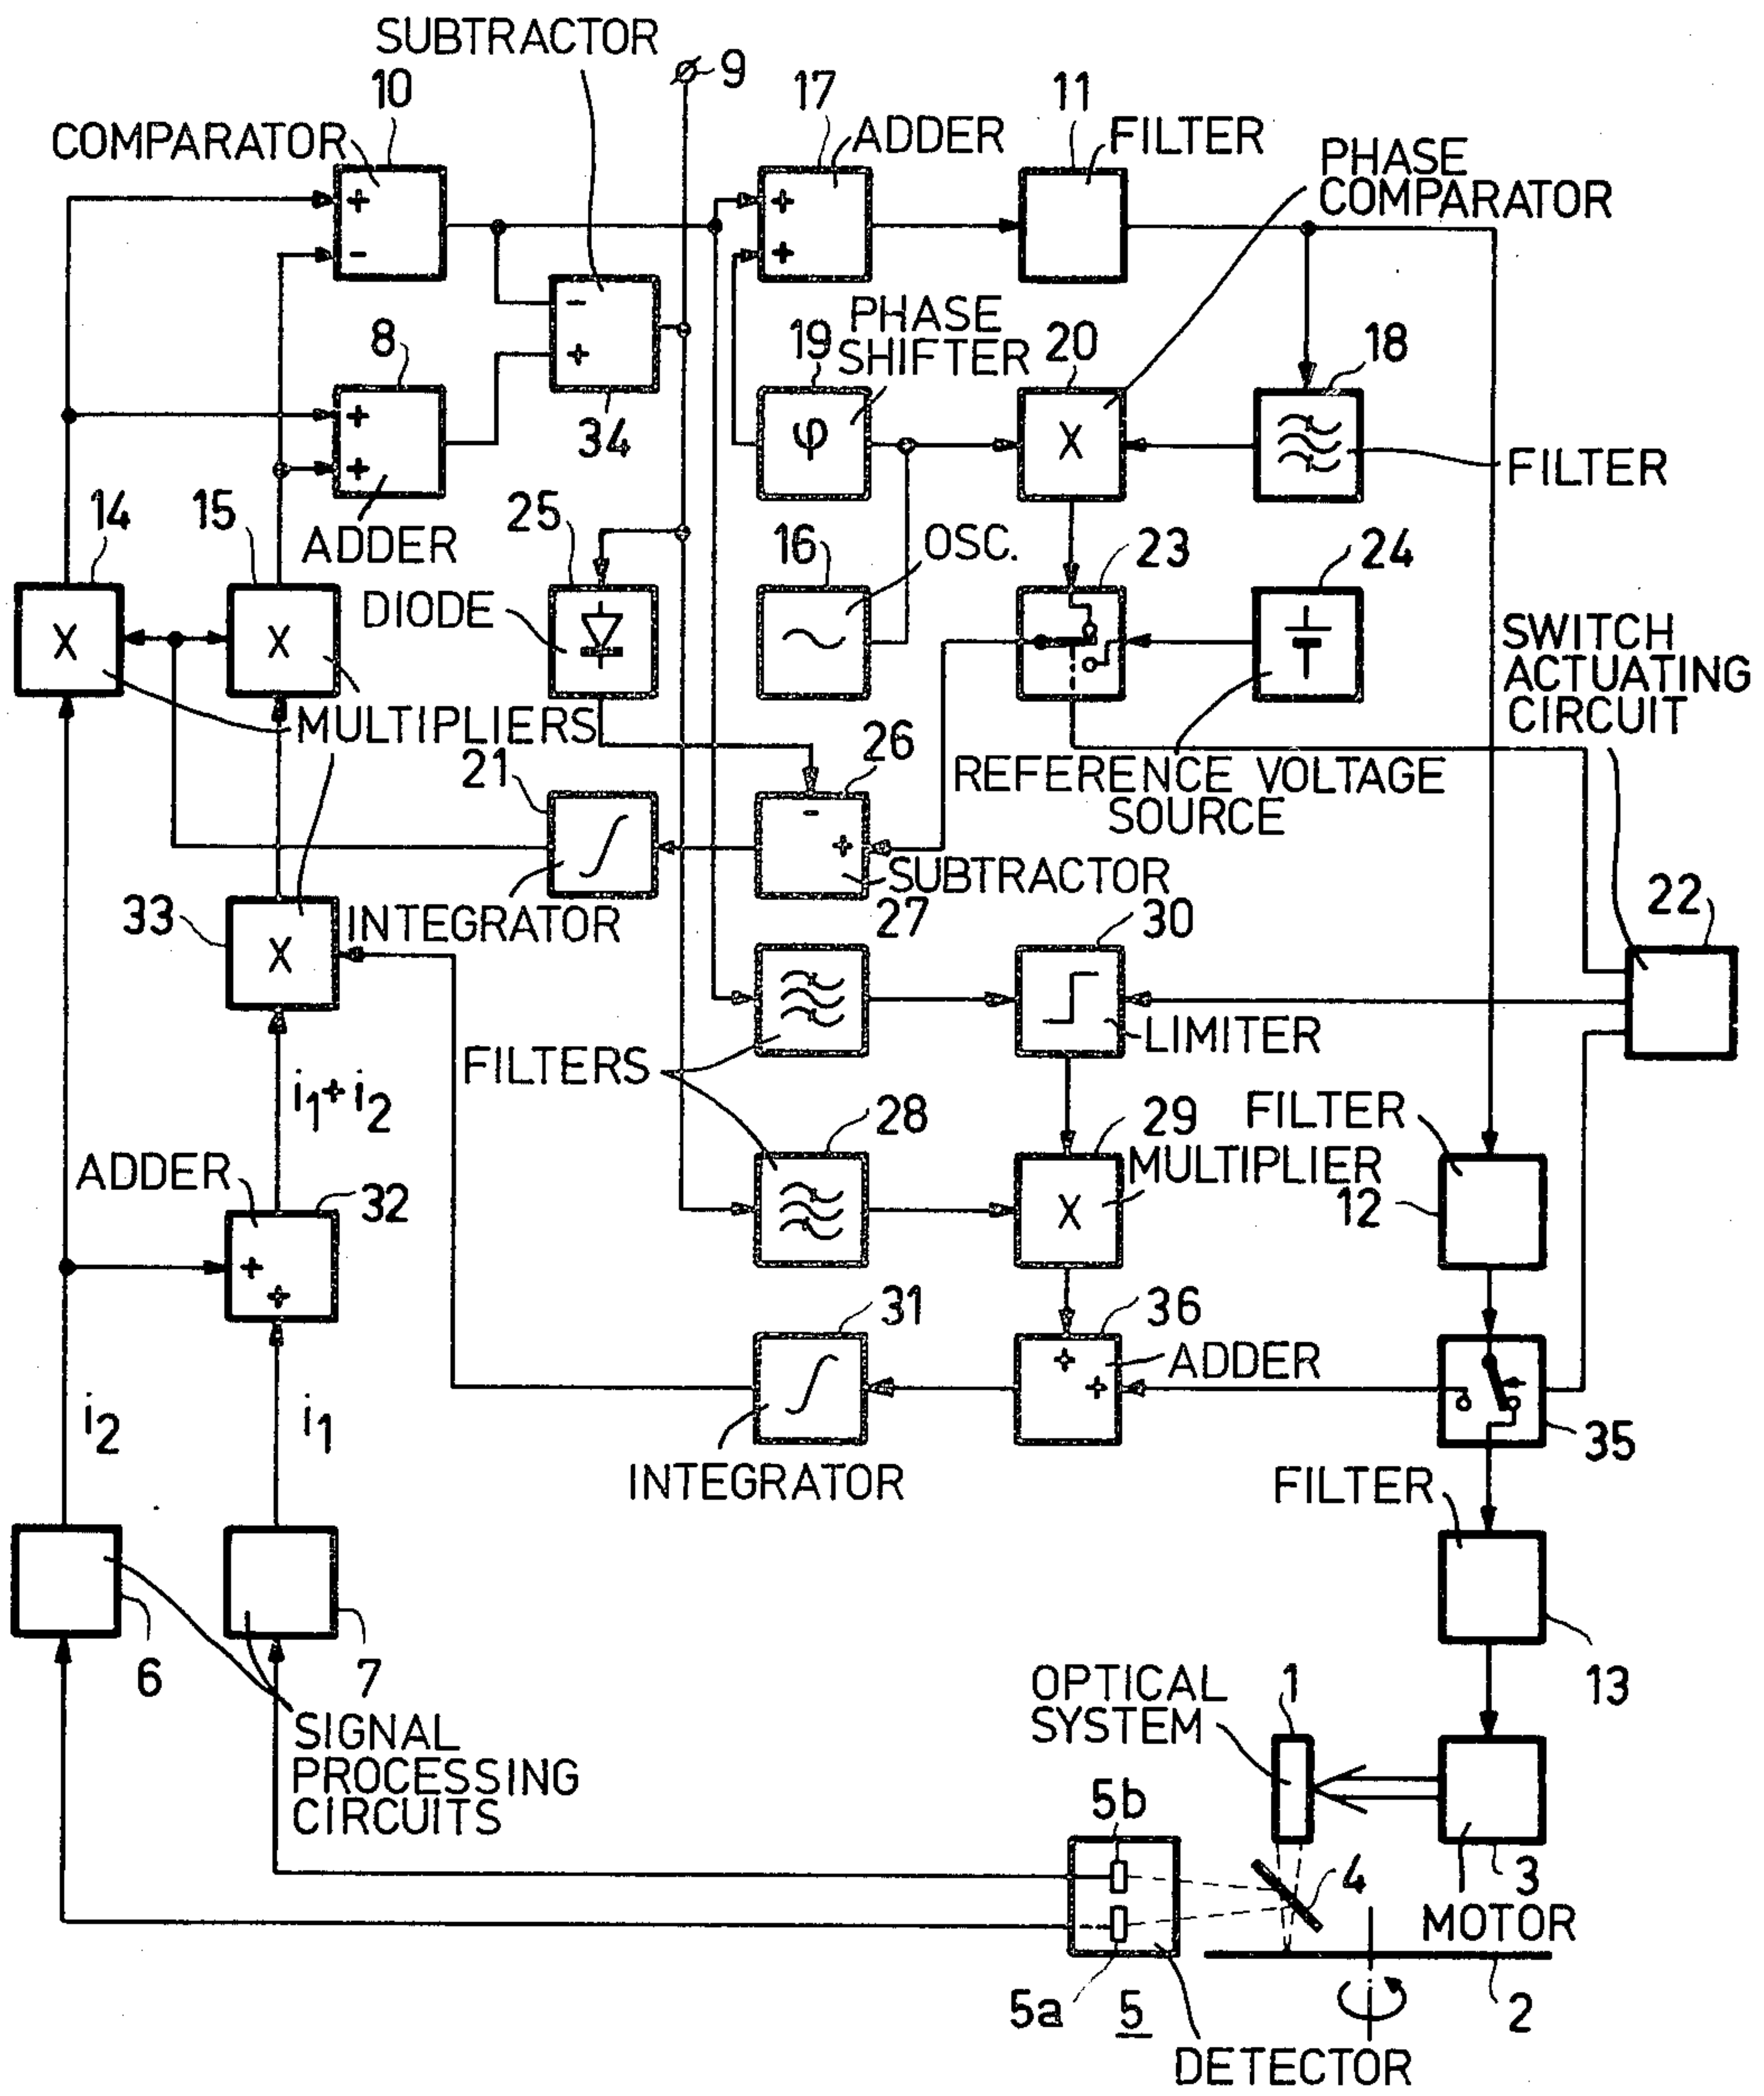 SUBTRACTOR
9
10
17
11
COMPARATOR
ADDER
FILTER
PHASE
COMPARATOR
+
-
+
+
-
+
8
34
19
PHASE
SHIFTER
20
18
+
+
φ
X
FILTER
ADDER
14
15
25
16
OSC.
23
24
X
X
DIODE
SWITCH
ACTUATING
CIRCUIT
MULTIPLIERS
21
26
REFERENCE VOLTAGE
SOURCE
-
+
∫
SUBTRACTOR
27
33
X
INTEGRATOR
30
22
LIMITER
FILTERS
i1+i2
28
29
MULTIPLIER
FILTER
12
X
ADDER
32
+
+
31
36
+
+
ADDER
∫
35
i2
i1
INTEGRATOR
FILTER
6
7
13
SIGNAL
PROCESSING
CIRCUITS
OPTICAL
SYSTEM
1
5b
3
4
MOTOR
5a
5
2
DETECTOR